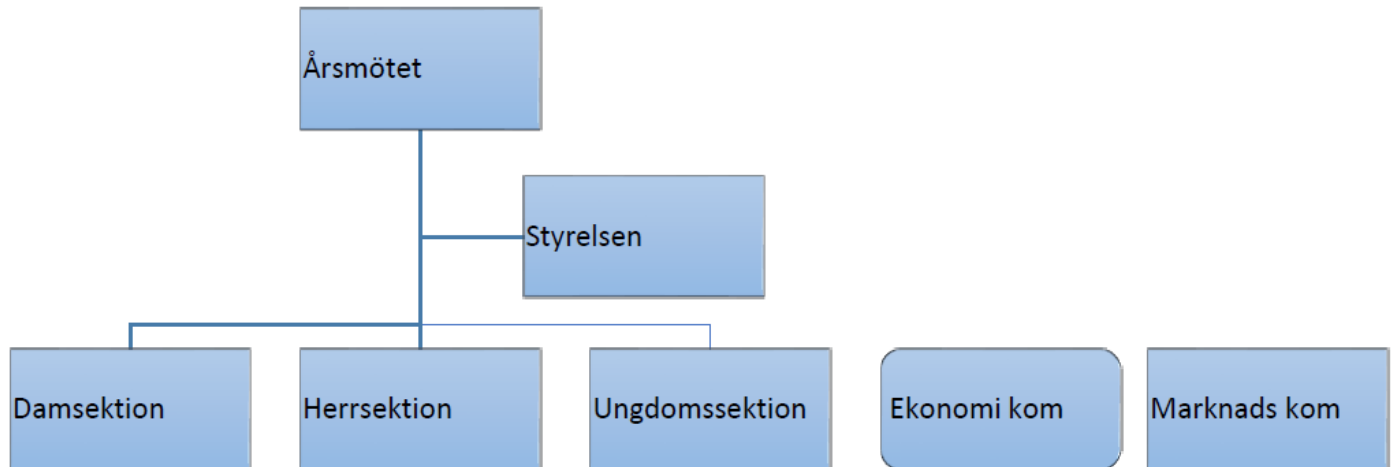 Årsmötet
Styrelsen
Damsektion
Herrsektion
Ungdomssektion
Ekonomi kom
Marknads kom